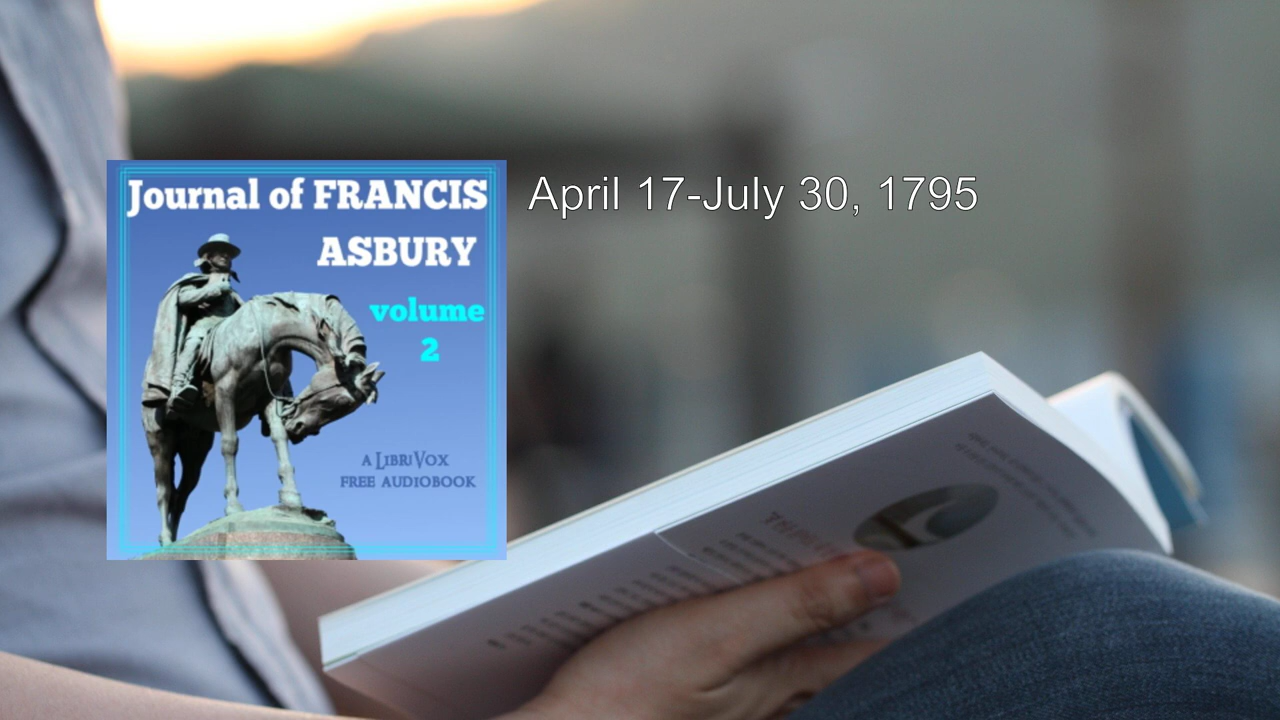 Journal of FRANCIS
ASBURY
volume
2
A LIBRIVOX
FREE AUDIOBOOK
April 17-July 30, 1795